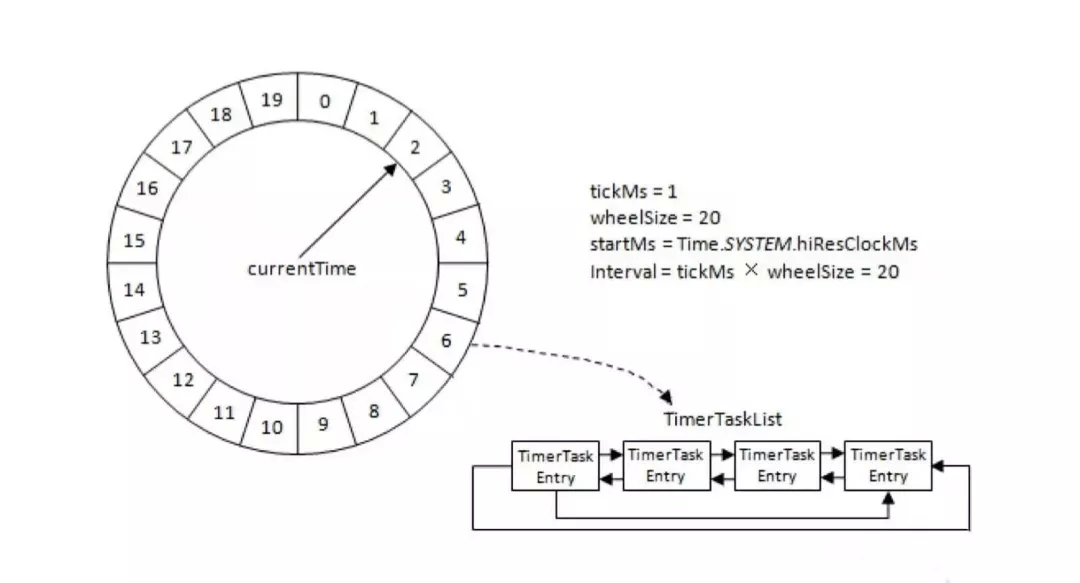 0
1
2
3
4
5
6
7
8
9
10
11
12
13
14
15
16
17
18
19
currentTime
tickMs = 1
wheelSize = 20
startMs = Time.SYSTEM.hiResClockMs
Interval = tickMs × wheelSize = 20
TimerTaskList
TimerTask
Entry
TimerTask
Entry
TimerTask
Entry
TimerTask
Entry